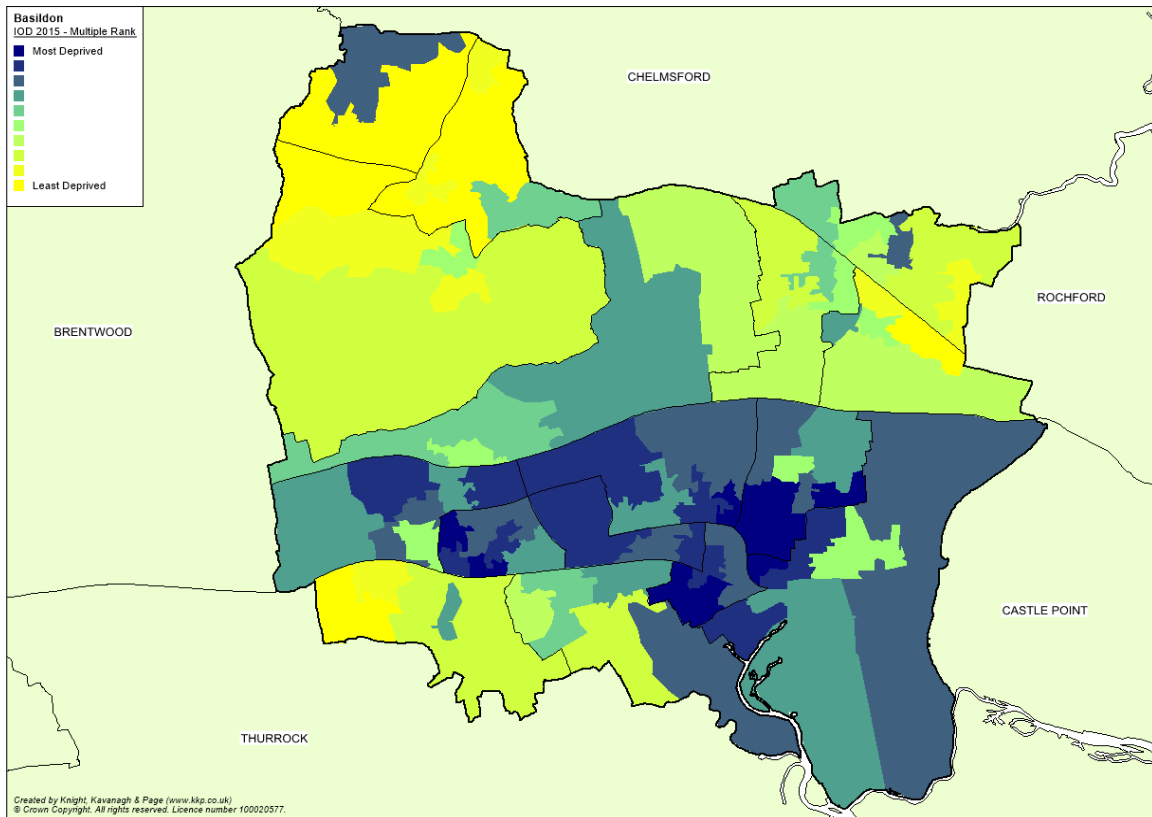 Basildon
IOD 2015 - Multiple Rank
Most Deprived
Least Deprived
CHELMSFORD
ROCHFORD
BRENTWOOD
CASTLE POINT
THURROCK
Created by Knight, Kavanagh & Page (www.kkp.co.uk)
© Crown Copyright. All rights reserved. Licence number 100020577.